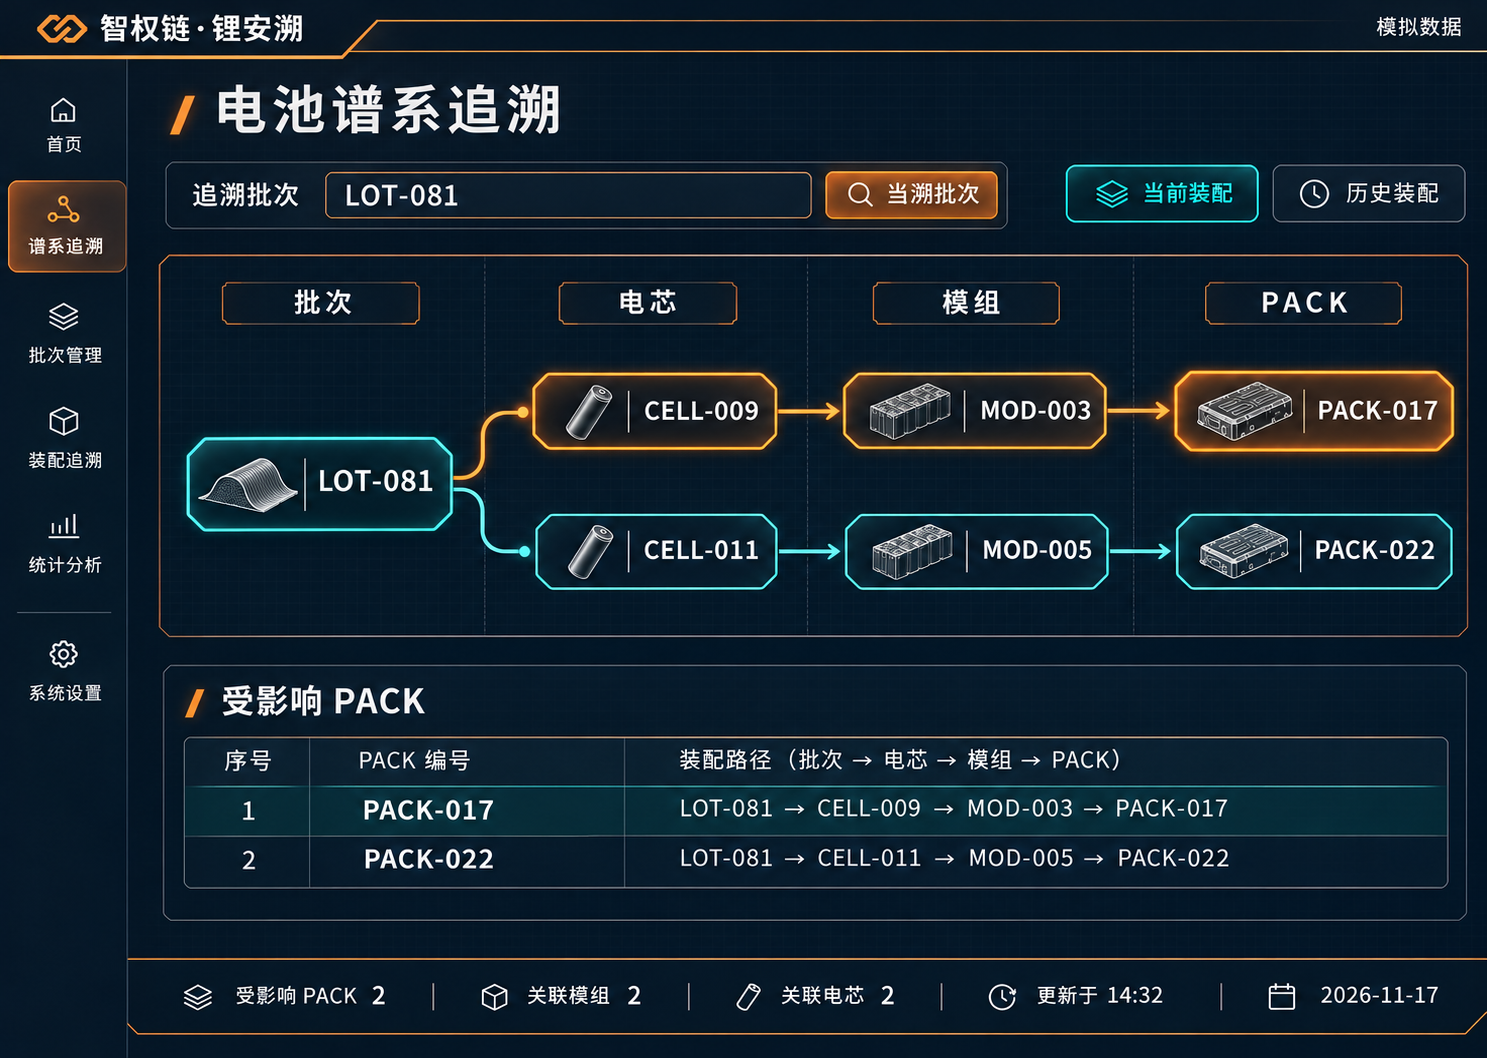 智权链·锂安溯
模拟数据
首页
谱系追溯
批次管理
装配追溯
统计分析
系统设置
电池谱系追溯
追溯批次 LOT-081 当溯批次 当前装配 历史装配
批次 电芯 模组 PACK
CELL-009 MOD-003 PACK-017
LOT-081
CELL-011 MOD-005 PACK-022
受影响 PACK
序号 PACK 编号 装配路径（批次 → 电芯 → 模组 → PACK）
1 PACK-017 LOT-081 → CELL-009 → MOD-003 → PACK-017
2 PACK-022 LOT-081 → CELL-011 → MOD-005 → PACK-022
受影响 PACK 2 | 关联模组 2 | 关联电芯 2 | 更新于 14:32 | 2026-11-17